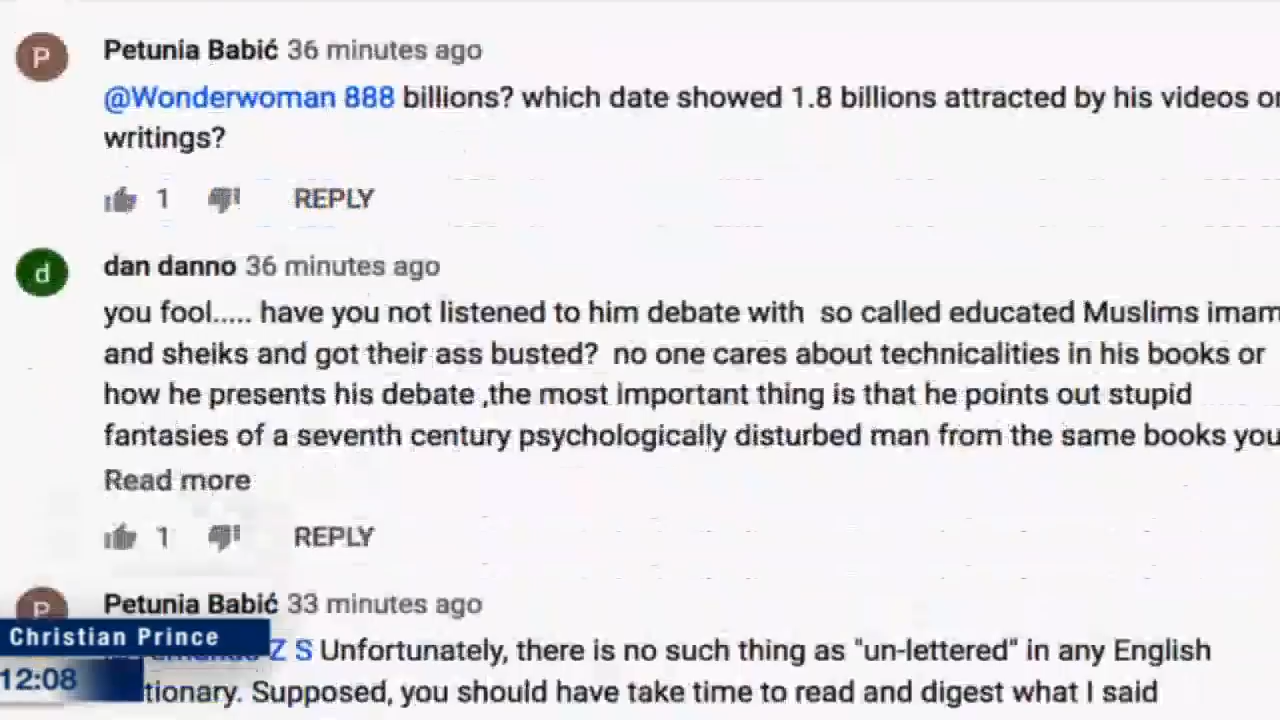 P
Petunia Babić 36 minutes ago
@Wonderwoman 888 billions? which date showed 1.8 billions attracted by his videos or
writings?
1 REPLY
d
dan danno 36 minutes ago
you fool..... have you not listened to him debate with so called educated Muslims imam
and sheiks and got their ass busted? no one cares about technicalities in his books or
how he presents his debate ,the most important thing is that he points out stupid
fantasies of a seventh century psychologically disturbed man from the same books you
Read more
1 REPLY
P
Petunia Babić 33 minutes ago
Christian Prince
Z S Unfortunately, there is no such thing as "un-lettered" in any English
12:08
tionary. Supposed, you should have take time to read and digest what I said